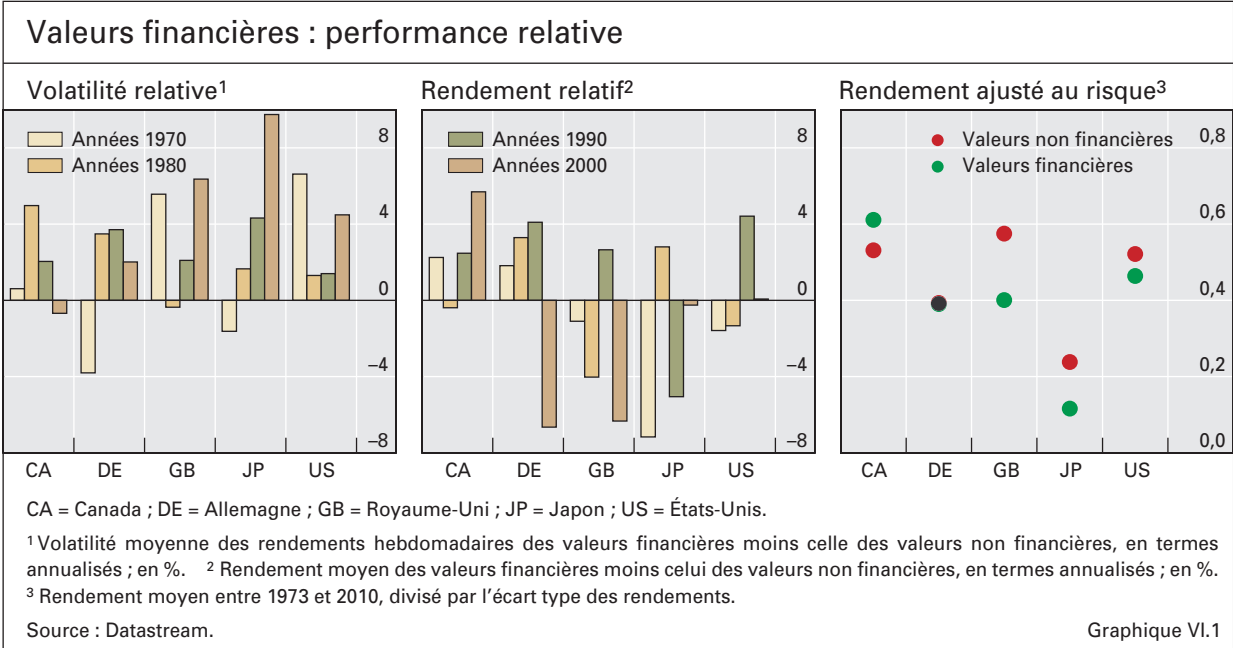 Valeurs financières : performance relative
Volatilité relative¹
Rendement relatif²
Rendement ajusté au risque³
Années 1970
Années 1980
8
4
0
–4
–8
CA DE GB JP US
Années 1990
Années 2000
8
4
0
–4
–8
CA DE GB JP US
Valeurs non financières
Valeurs financières
0,8
0,6
0,4
0,2
0,0
CA DE GB JP US
CA = Canada ; DE = Allemagne ; GB = Royaume-Uni ; JP = Japon ; US = États-Unis.
¹ Volatilité moyenne des rendements hebdomadaires des valeurs financières moins celle des valeurs non financières, en termes
annualisés ; en %. ² Rendement moyen des valeurs financières moins celui des valeurs non financières, en termes annualisés ; en %.
³ Rendement moyen entre 1973 et 2010, divisé par l'écart type des rendements.
Source : Datastream.
Graphique VI.1